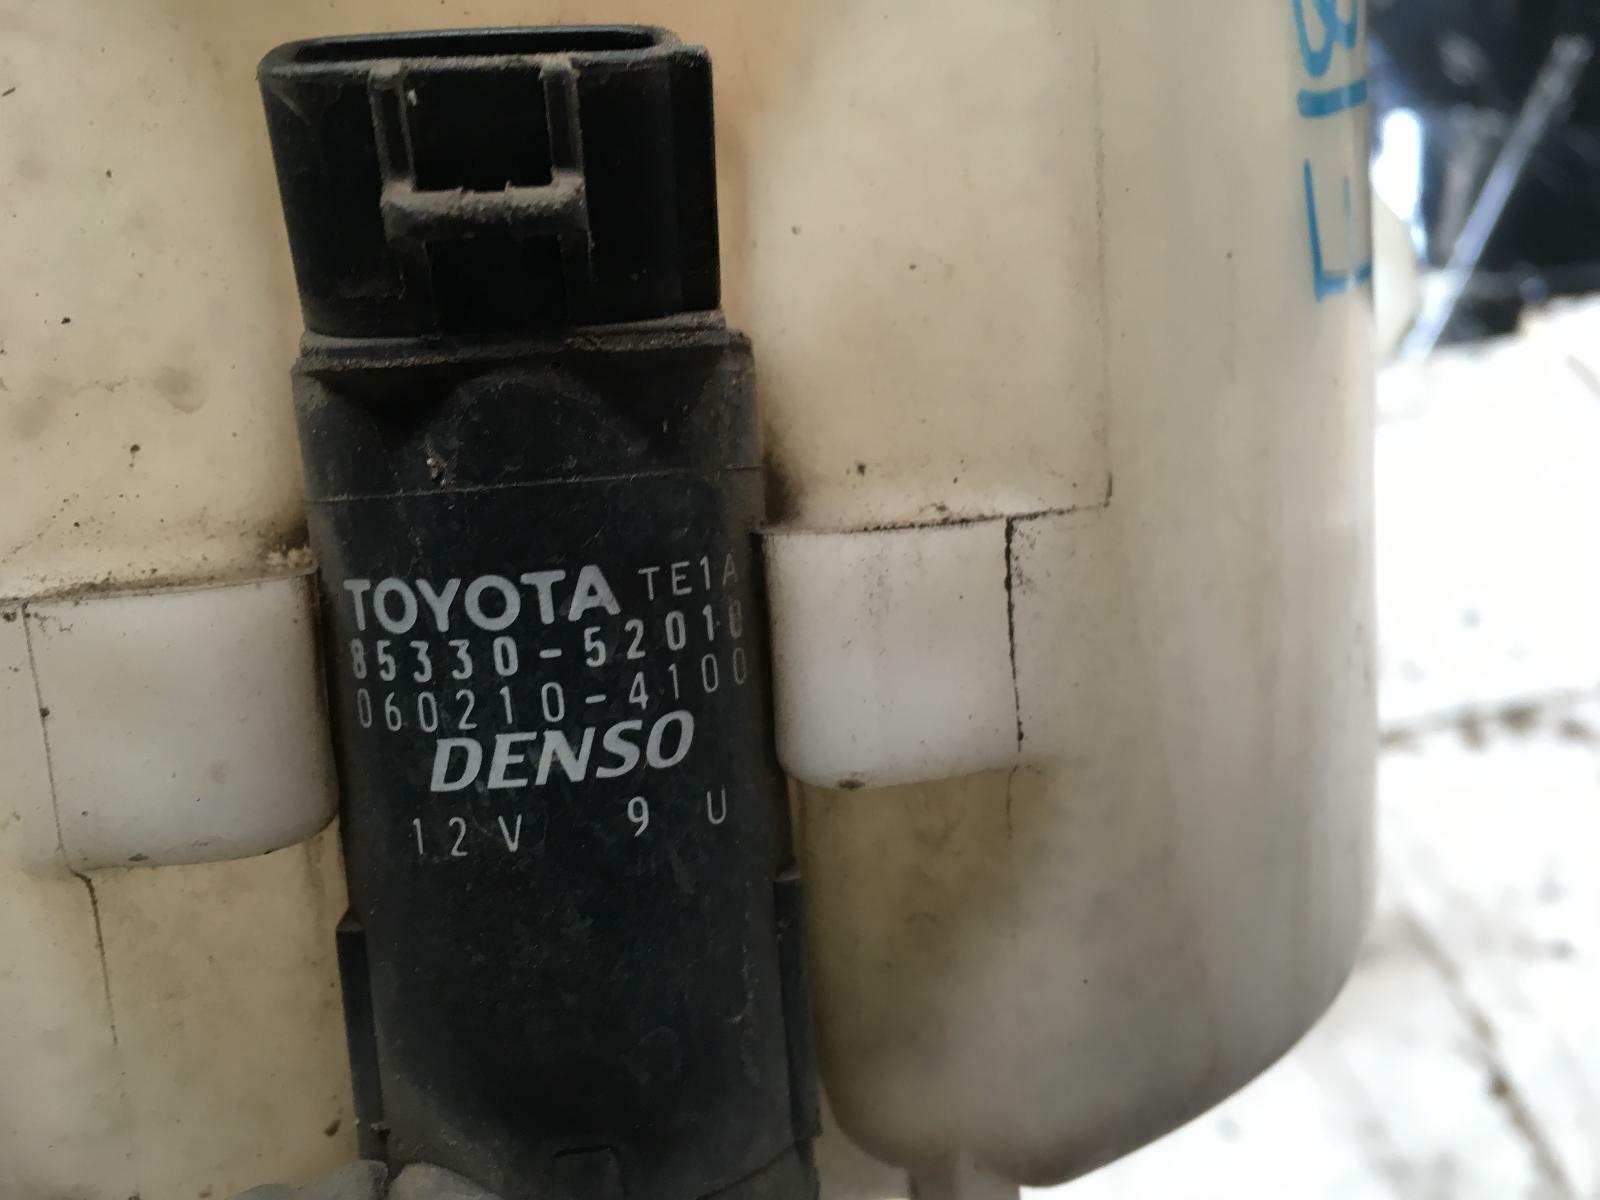 TOYOTA TE1A
85330-52010
060210-4100
DENSO
12V 9 U